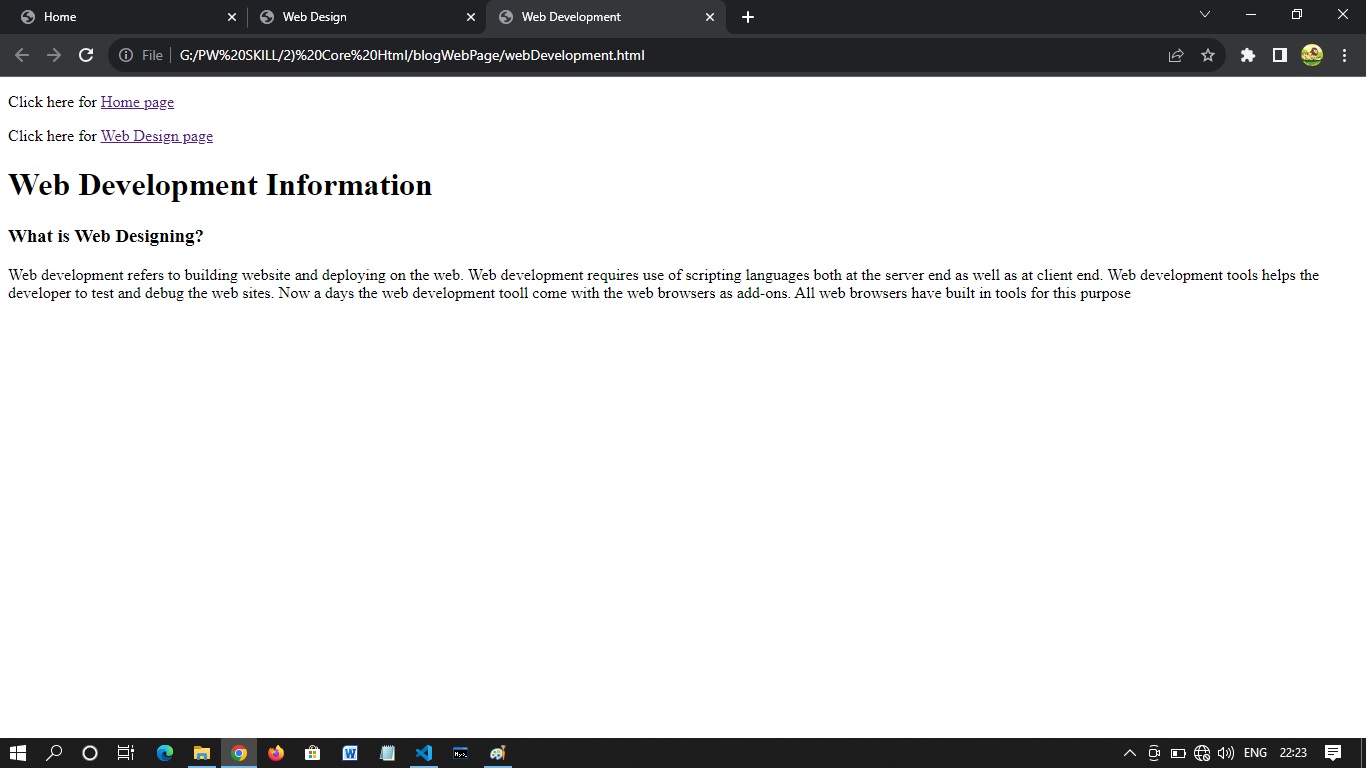 Home
Web Design
Web Development
File
G:/PW%20SKILL/2)%20Core%20Html/blogWebPage/webDevelopment.html
Click here for Home page
Click here for Web Design page
Web Development Information
What is Web Designing?
Web development refers to building website and deploying on the web. Web development requires use of scripting languages both at the server end as well as at client end. Web development tools helps the
developer to test and debug the web sites. Now a days the web development tooll come with the web browsers as add-ons. All web browsers have built in tools for this purpose
ENG 22:23